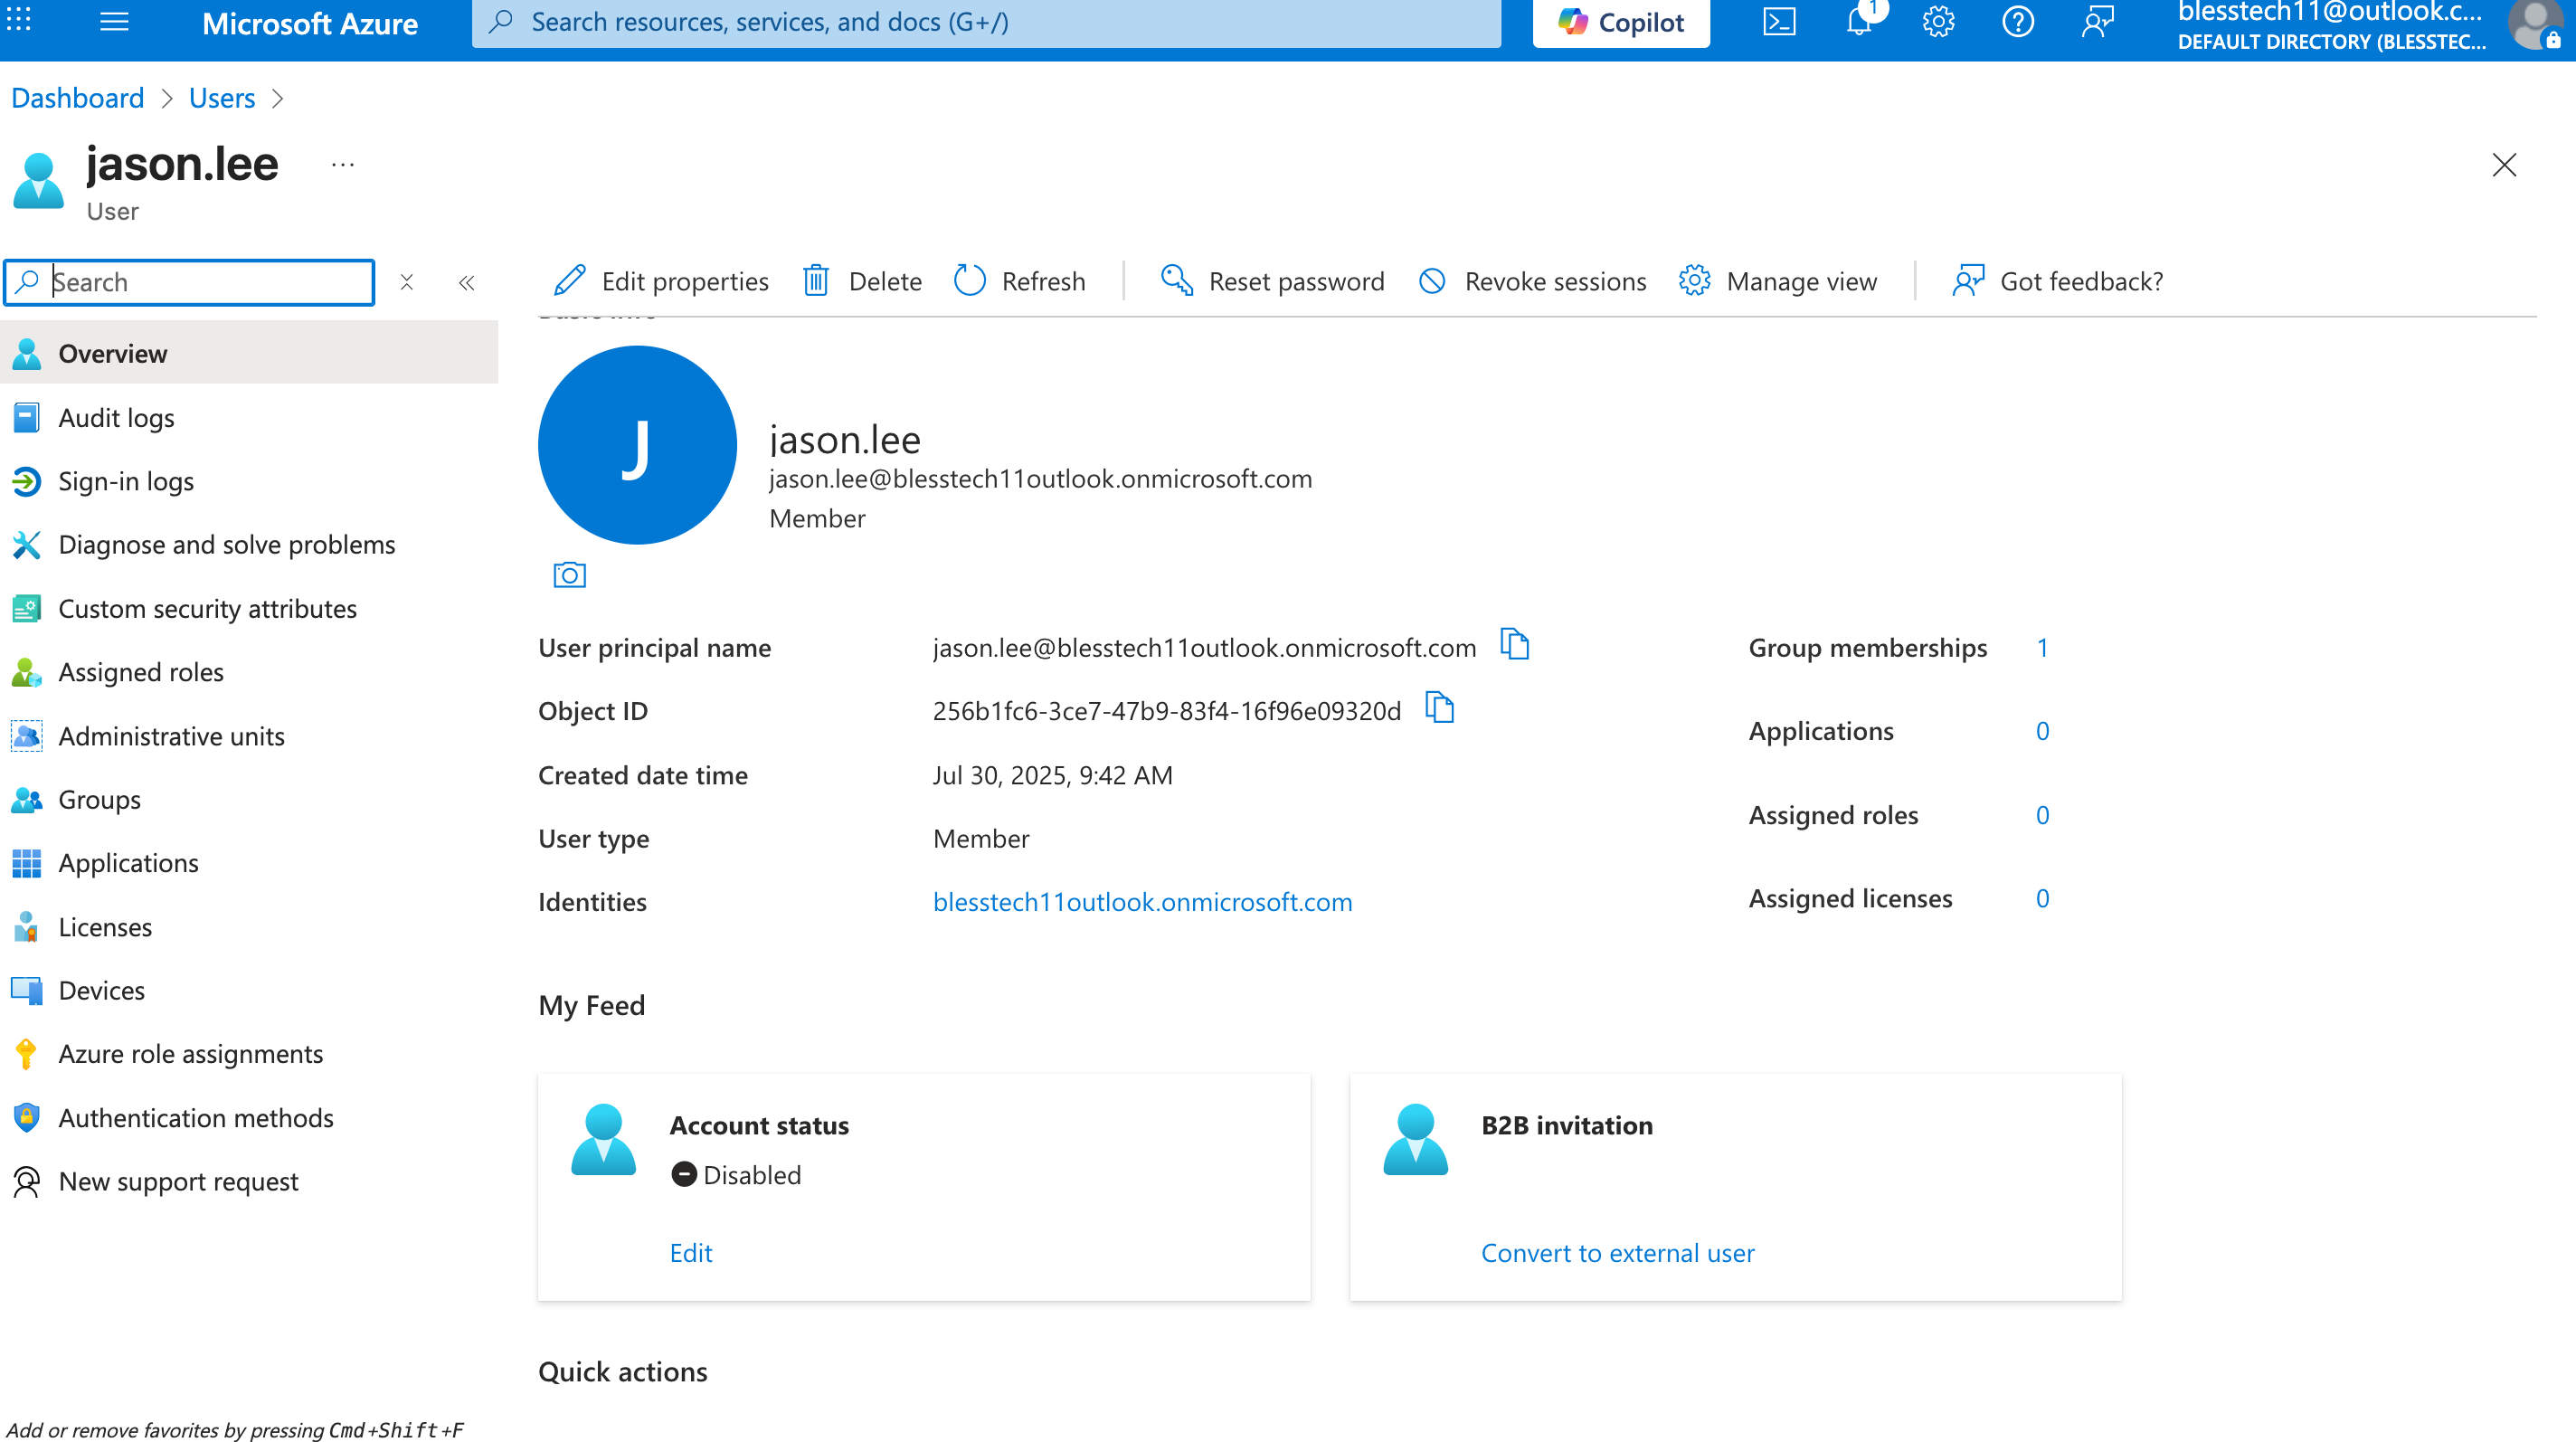 Microsoft Azure
Search resources, services, and docs (G+/)
Copilot
1
blesstech11@outlook.c...
DEFAULT DIRECTORY (BLESSTEC...
Dashboard > Users >
jason.lee ...
User
Search
Edit properties
Delete
Refresh
Reset password
Revoke sessions
Manage view
Got feedback?
Basic info
Overview
Audit logs
Sign-in logs
Diagnose and solve problems
Custom security attributes
Assigned roles
Administrative units
Groups
Applications
Licenses
Devices
Azure role assignments
Authentication methods
New support request
J
jason.lee
jason.lee@blesstech11outlook.onmicrosoft.com
Member
User principal name jason.lee@blesstech11outlook.onmicrosoft.com
Object ID 256b1fc6-3ce7-47b9-83f4-16f96e09320d
Created date time Jul 30, 2025, 9:42 AM
User type Member
Identities blesstech11outlook.onmicrosoft.com
Group memberships 1
Applications 0
Assigned roles 0
Assigned licenses 0
My Feed
Account status
Disabled
Edit
B2B invitation
Convert to external user
Quick actions
Add or remove favorites by pressing Cmd+Shift+F